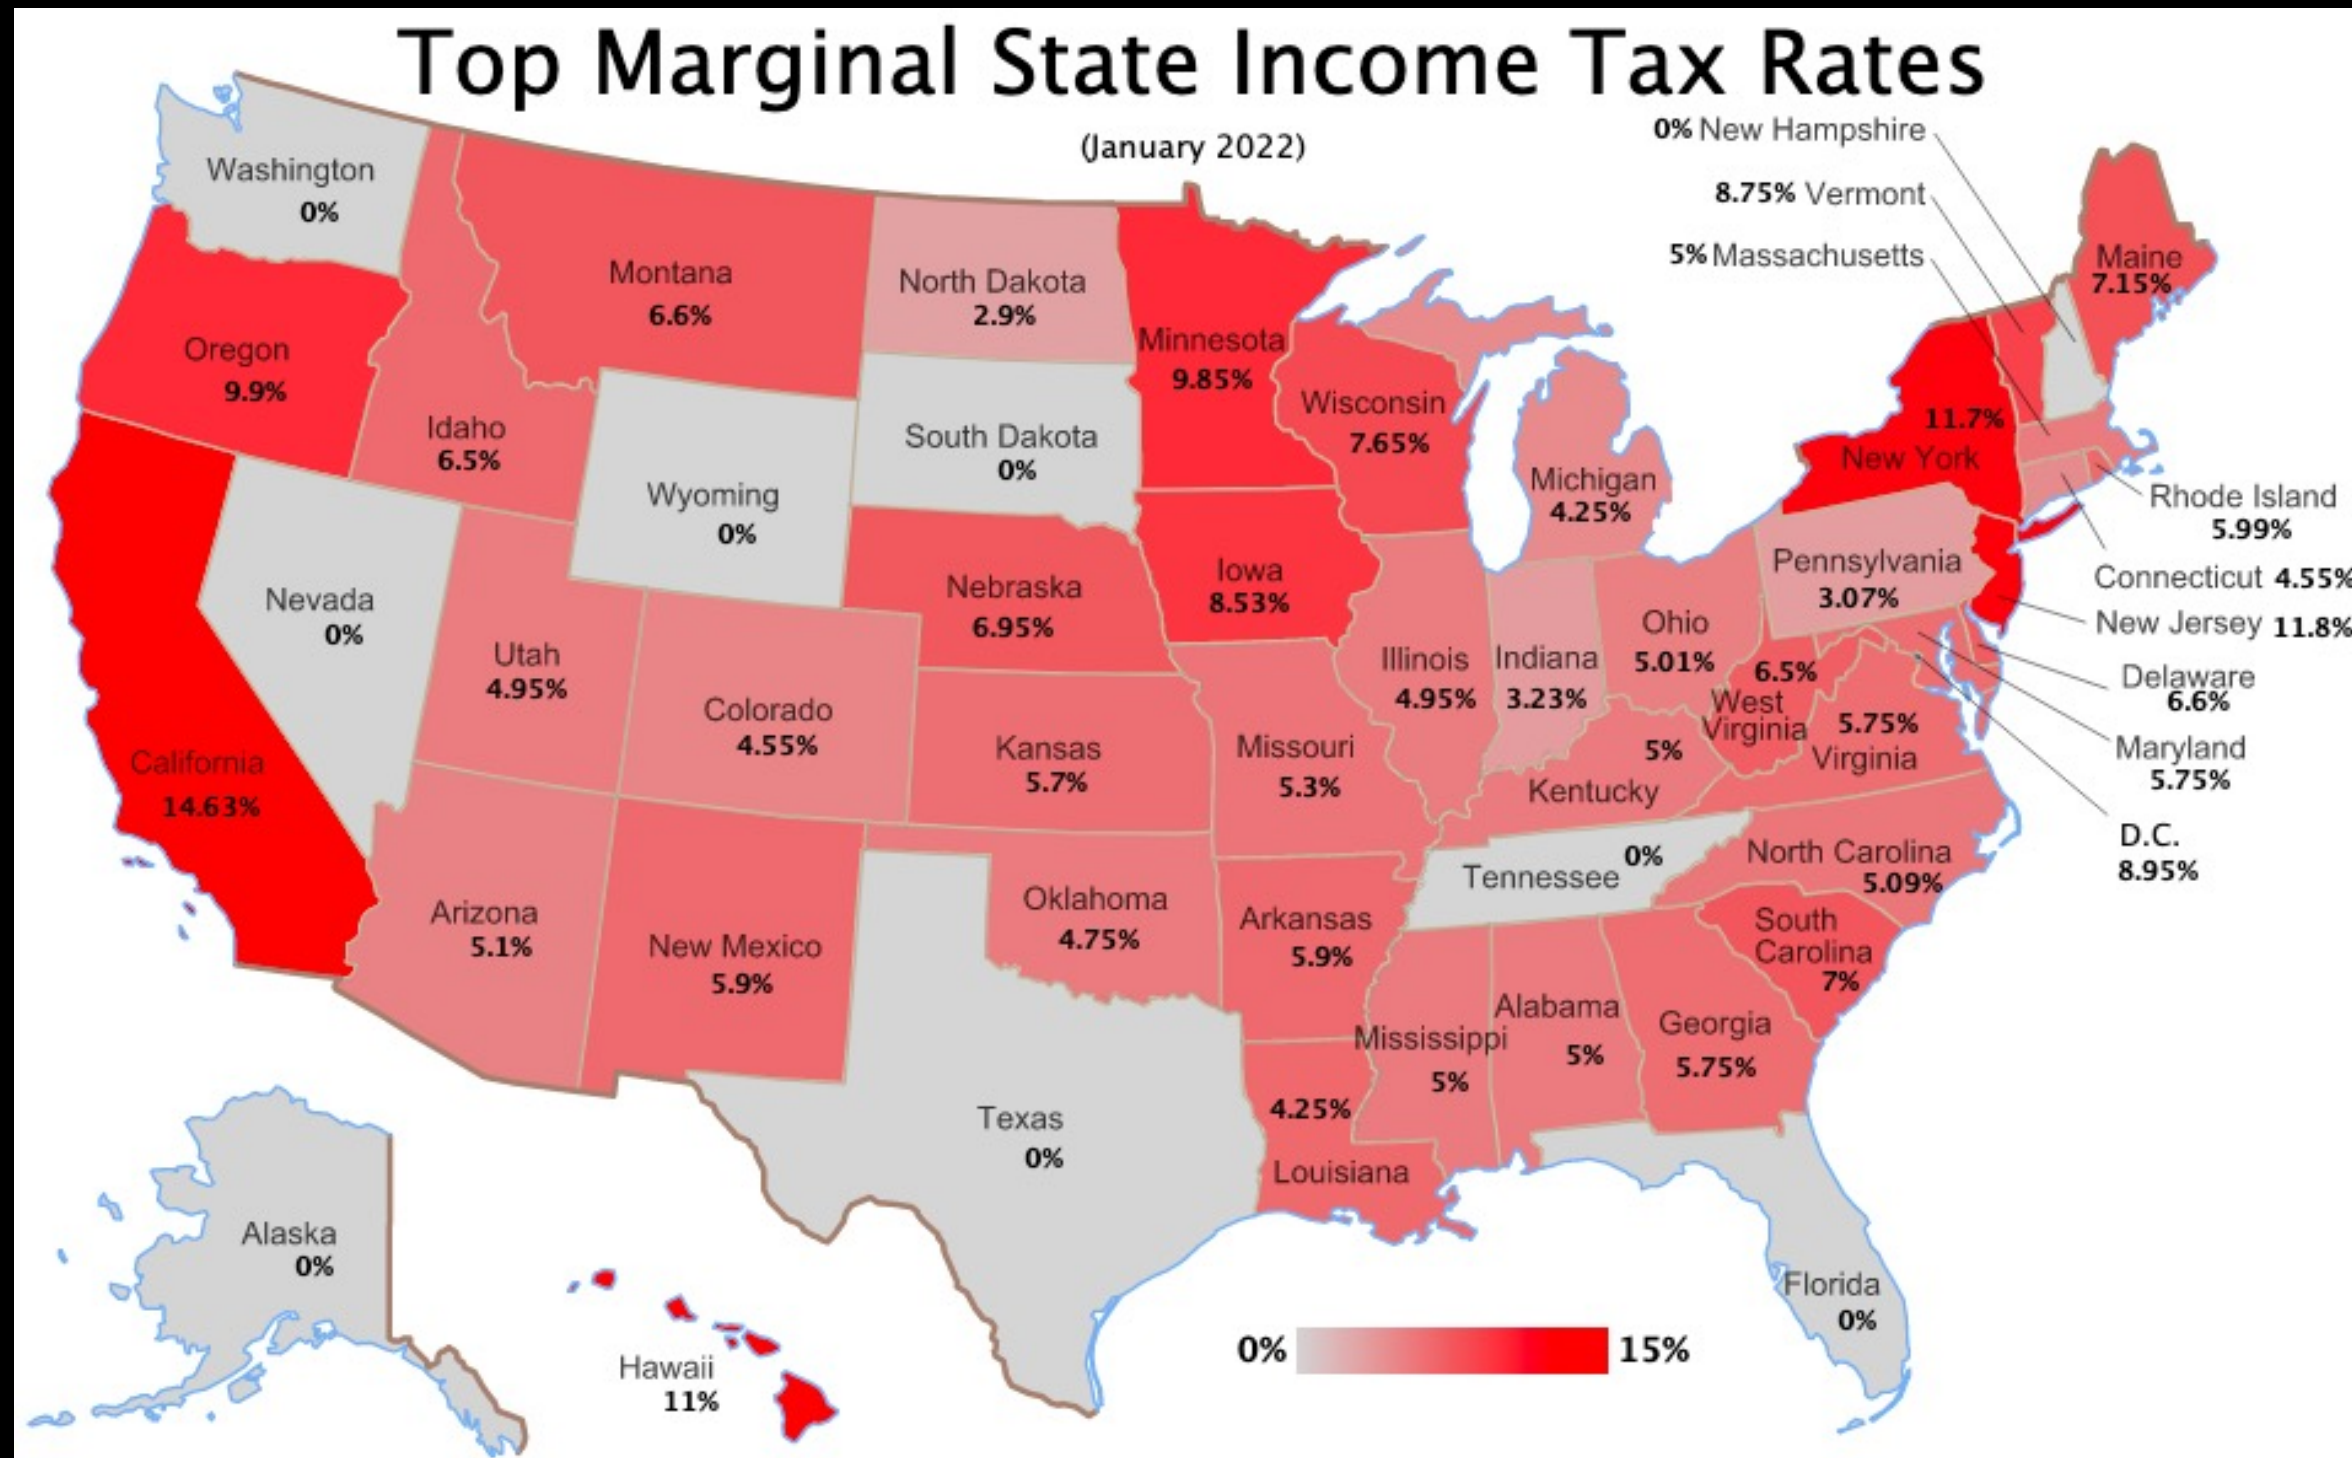 Top Marginal State Income Tax Rates
(January 2022)
0% New Hampshire
8.75% Vermont
5% Massachusetts
Washington
0%
Maine
7.15%
Montana
6.6%
North Dakota
2.9%
Minnesota
9.85%
Oregon
9.9%
Idaho
6.5%
Wisconsin
7.65%
South Dakota
0%
11.7%
New York
Michigan
4.25%
Wyoming
0%
Rhode Island
5.99%
Pennsylvania
3.07%
Connecticut 4.55%
Iowa
8.53%
Nebraska
6.95%
New Jersey 11.8%
Nevada
0%
Utah
4.95%
Ohio
5.01%
Illinois
4.95%
Indiana
3.23%
6.5%
West
Virginia
Delaware
6.6%
Colorado
4.55%
Kansas
5.7%
Missouri
5.3%
5%
Kentucky
5.75%
Virginia
Maryland
5.75%
California
14.63%
D.C.
8.95%
0%
Tennessee
North Carolina
5.09%
Arizona
5.1%
New Mexico
5.9%
Oklahoma
4.75%
Arkansas
5.9%
South
Carolina
7%
Mississippi
5%
Alabama
5%
Georgia
5.75%
Texas
0%
4.25%
Louisiana
Alaska
0%
Florida
0%
Hawaii
11%
0%
15%